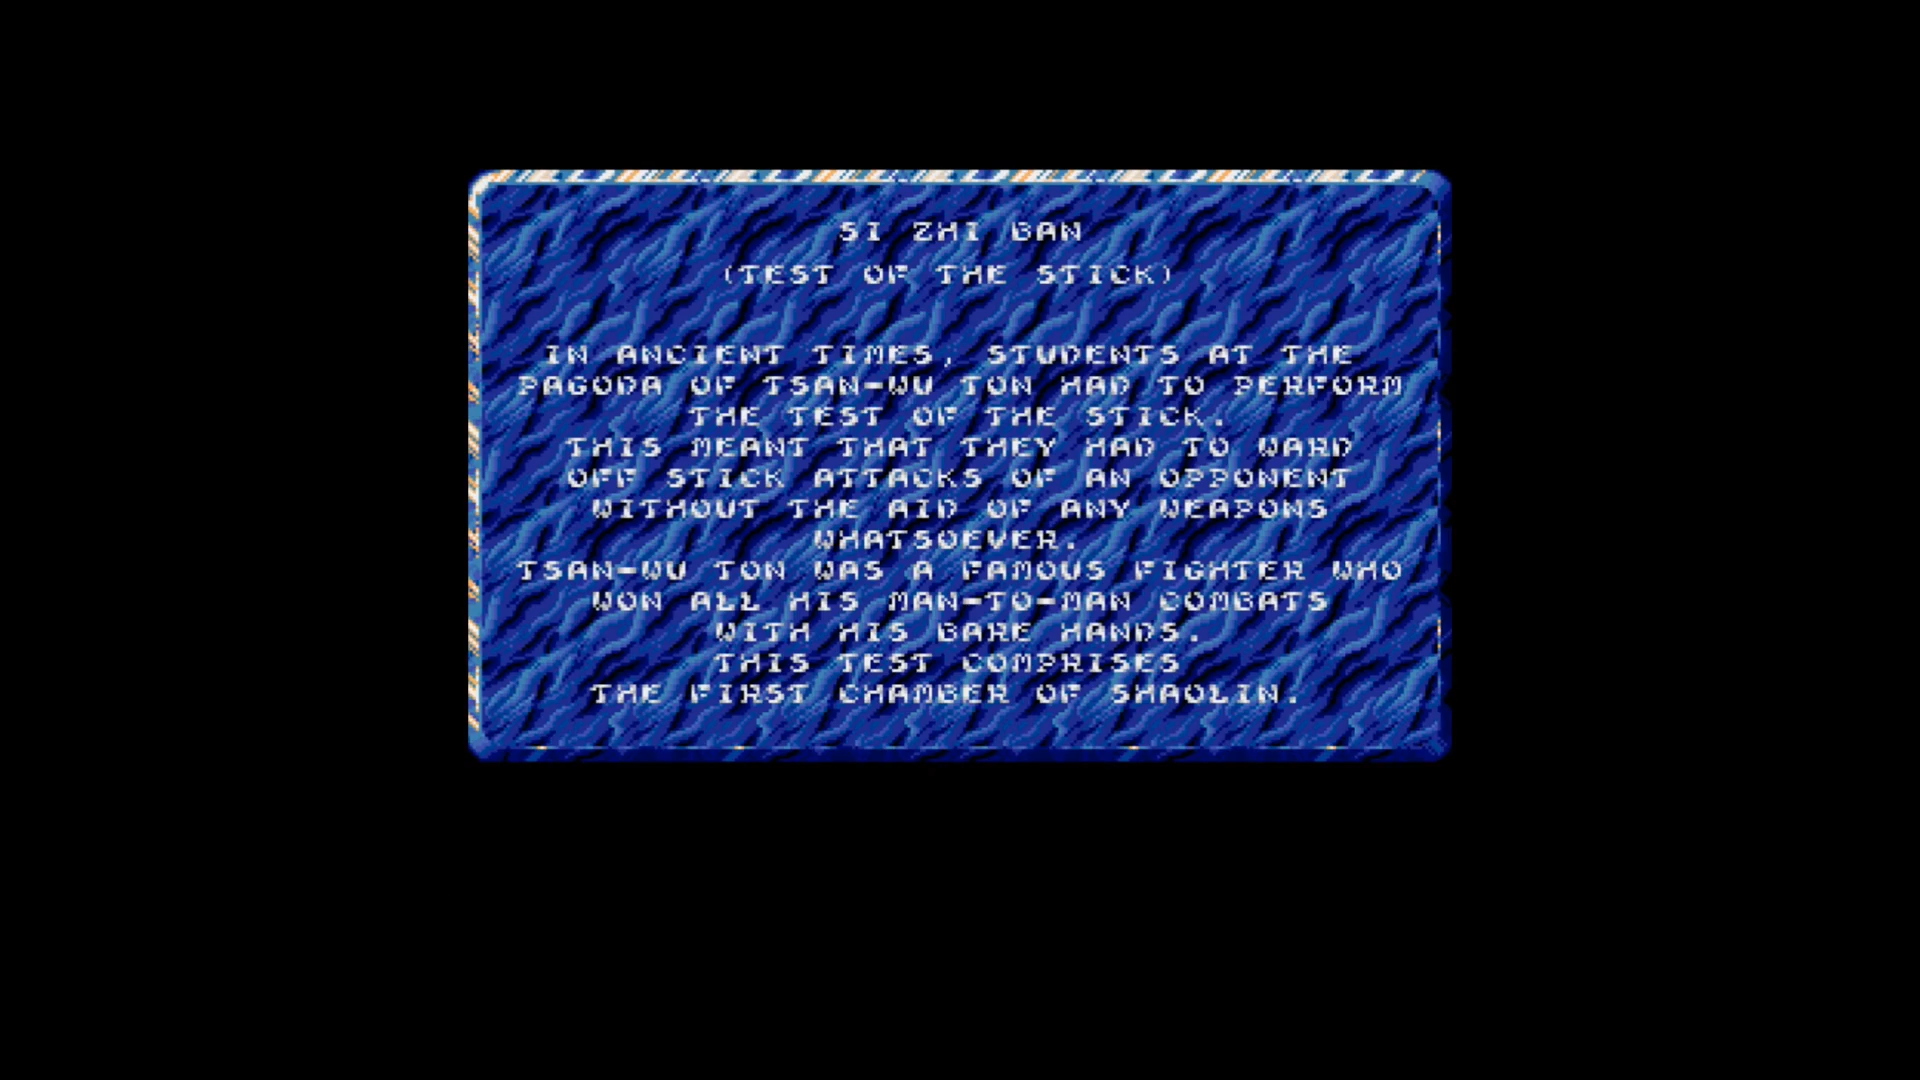 SI ZHI BAN
(TEST OF THE STICK)
IN ANCIENT TIMES, STUDENTS AT THE
PAGODA OF TSAN-WU TON HAD TO PERFORM
THE TEST OF THE STICK.
THIS MEANT THAT THEY HAD TO WARD
OFF STICK ATTACKS OF AN OPPONENT
WITHOUT THE AID OF ANY WEAPONS
WHATSOEVER.
TSAN-WU TON WAS A FAMOUS FIGHTER WHO
WON ALL HIS MAN-TO-MAN COMBATS
WITH HIS BARE HANDS.
THIS TEST COMPRISES
THE FIRST CHAMBER OF SHAOLIN.